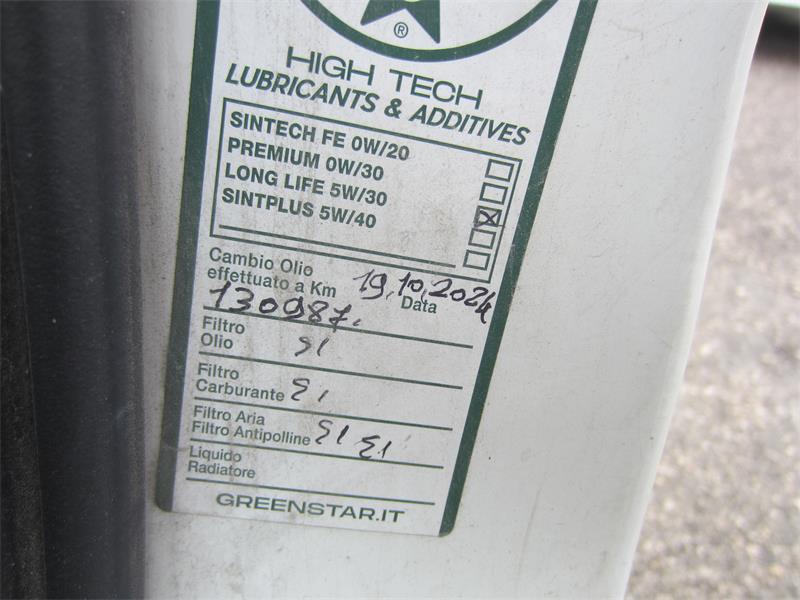 ®
HIGH TECH
LUBRICANTS & ADDITIVES
SINTECH FE 0W/20
PREMIUM 0W/30
LONG LIFE 5W/30
SINTPLUS 5W/40
Cambio Olio
effettuato a Km
19.10.2024
Data
130987.
Filtro
Olio SI
Filtro
Carburante SI
Filtro Aria
Filtro Antipolline SI SI
Liquido
Radiatore
GREENSTAR.IT